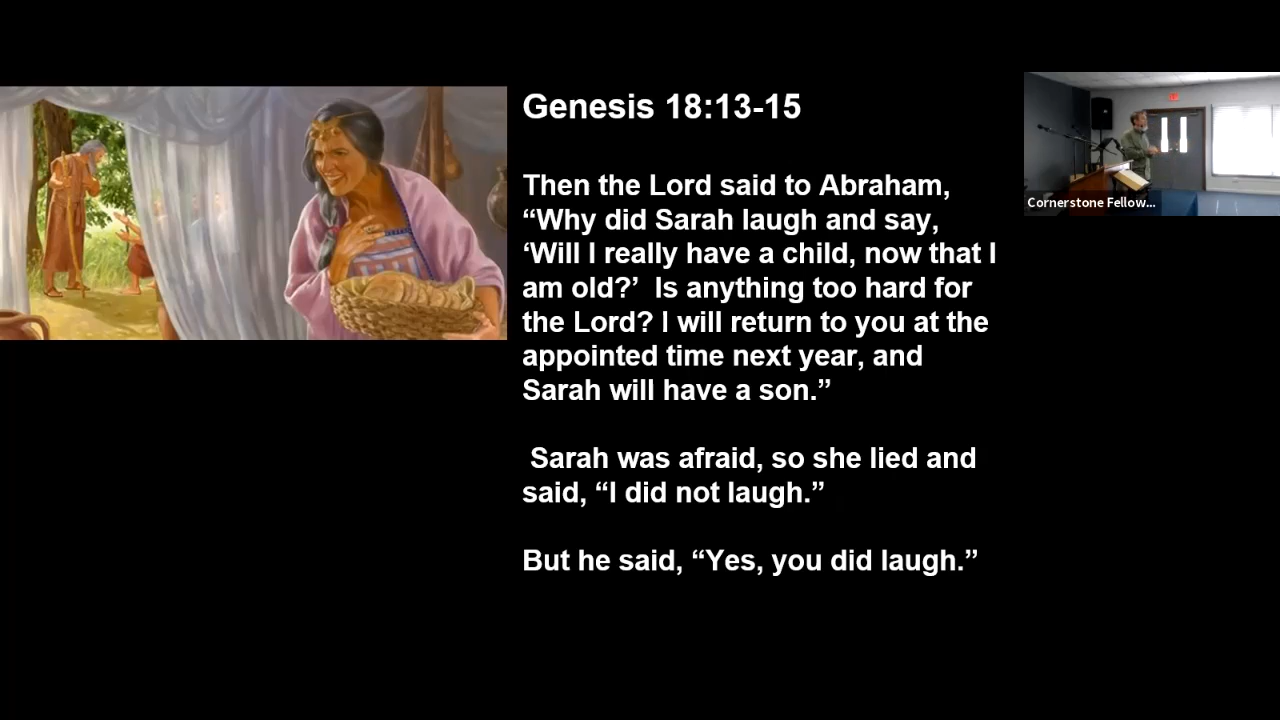 Genesis 18:13-15
Then the Lord said to Abraham,
“Why did Sarah laugh and say,
‘Will I really have a child, now that I
am old?’  Is anything too hard for
the Lord? I will return to you at the
appointed time next year, and
Sarah will have a son.”
Sarah was afraid, so she lied and
said, “I did not laugh.”
But he said, “Yes, you did laugh.”
Cornerstone Fellow...